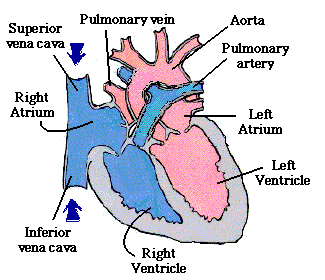 Superior
vena cava
Pulmonary vein
Aorta
Pulmonary
artery
Right
Atrium
Left
Atrium
Left
Ventricle
Inferior
vena cava
Right
Ventricle